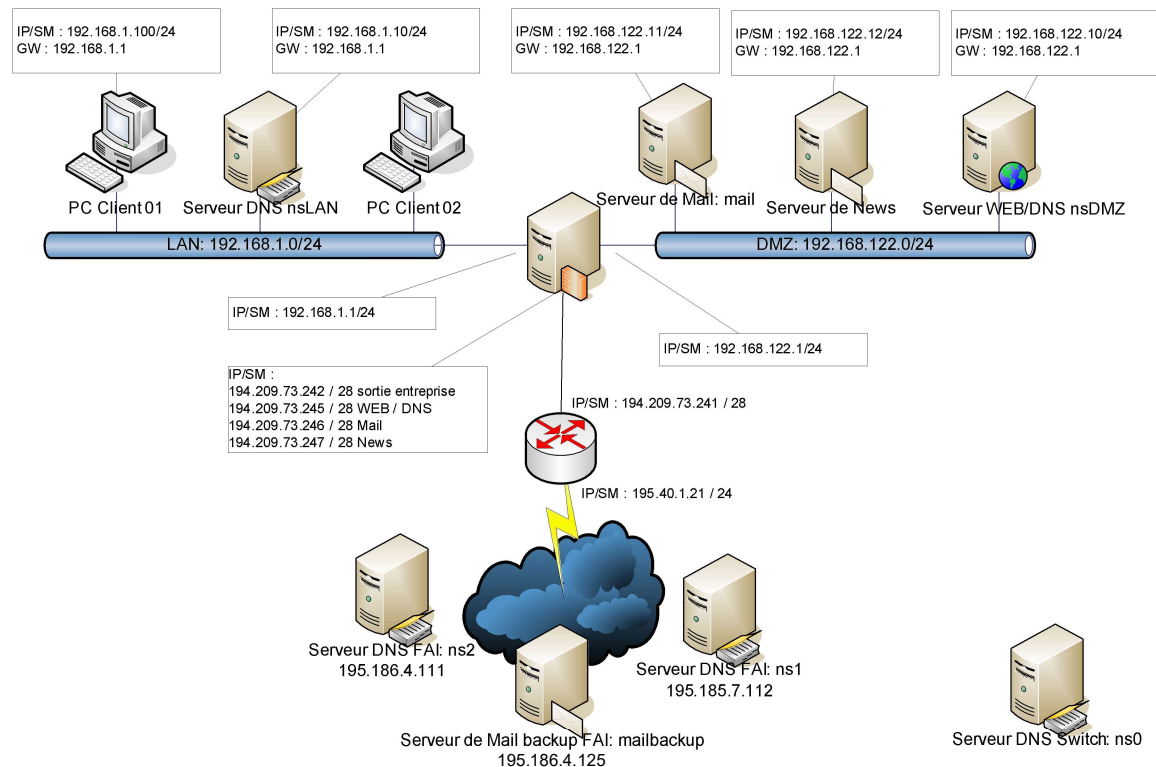 IP/SM : 192.168.1.100/24
GW : 192.168.1.1
IP/SM : 192.168.1.10/24
GW : 192.168.1.1
IP/SM : 192.168.122.11/24
GW : 192.168.122.1
IP/SM : 192.168.122.12/24
GW : 192.168.122.1
IP/SM : 192.168.122.10/24
GW : 192.168.122.1
PC Client 01
Serveur DNS nsLAN
PC Client 02
Serveur de Mail: mail
Serveur de News
Serveur WEB/DNS nsDMZ
LAN: 192.168.1.0/24
DMZ: 192.168.122.0/24
IP/SM : 192.168.1.1/24
IP/SM : 192.168.122.1/24
IP/SM :
194.209.73.242 / 28 sortie entreprise
194.209.73.245 / 28 WEB / DNS
194.209.73.246 / 28 Mail
194.209.73.247 / 28 News
IP/SM : 194.209.73.241 / 28
IP/SM : 195.40.1.21 / 24
Serveur DNS FAI: ns2
195.186.4.111
Serveur DNS FAI: ns1
195.185.7.112
Serveur de Mail backup FAI: mailbackup
195.186.4.125
Serveur DNS Switch: ns0